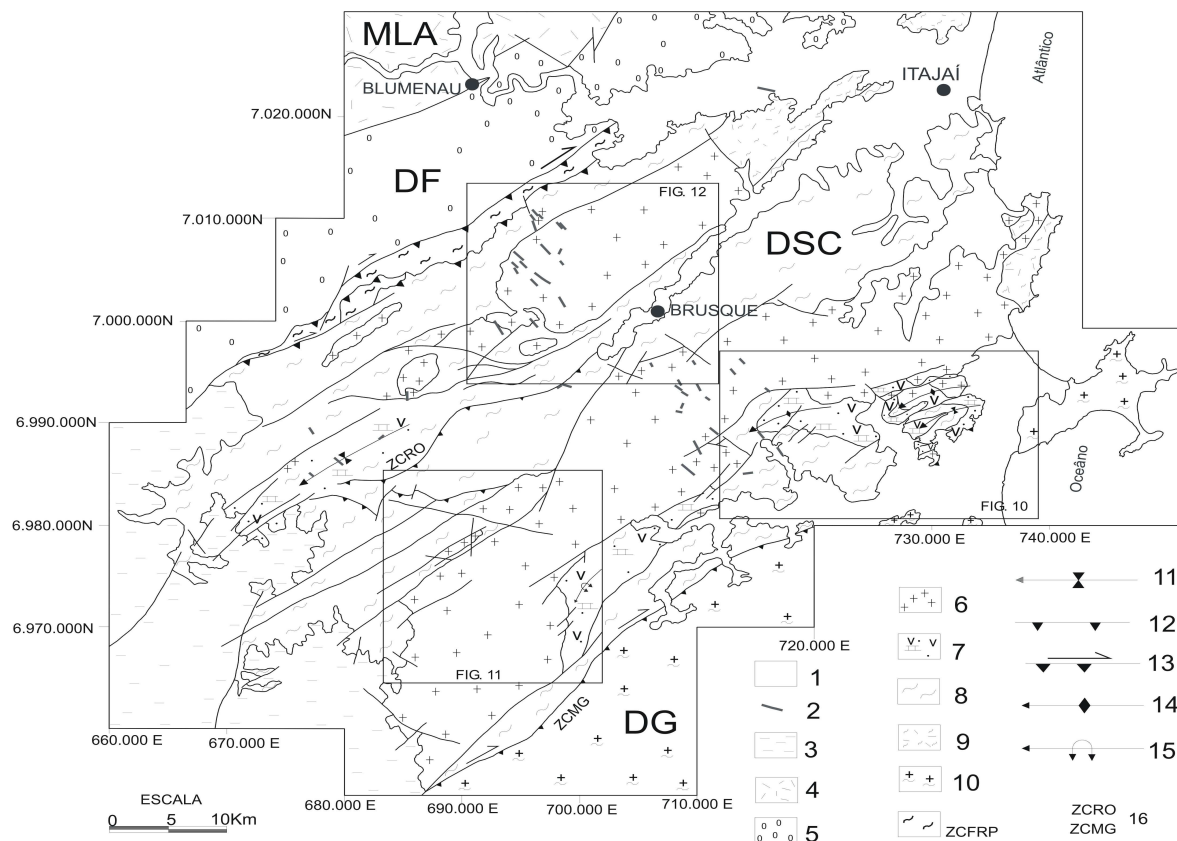 MLA
BLUMENAU
ITAJAÍ
Atlântico
7.020.000N
DF
FIG. 12
7.010.000N
DSC
BRUSQUE
7.000.000N
6.990.000N
ZCRO
Oceâno
FIG. 10
6.980.000N
730.000 E
740.000 E
6.970.000N
720.000 E
FIG. 11
ZCMG
DG
660.000 E
670.000 E
680.000 E
690.000 E
700.000 E
710.000 E
ESCALA
0 5 10Km
1
2
3
4
5
6
7
8
9
10
ZCFRP
11
12
13
14
15
ZCRO
ZCMG
16